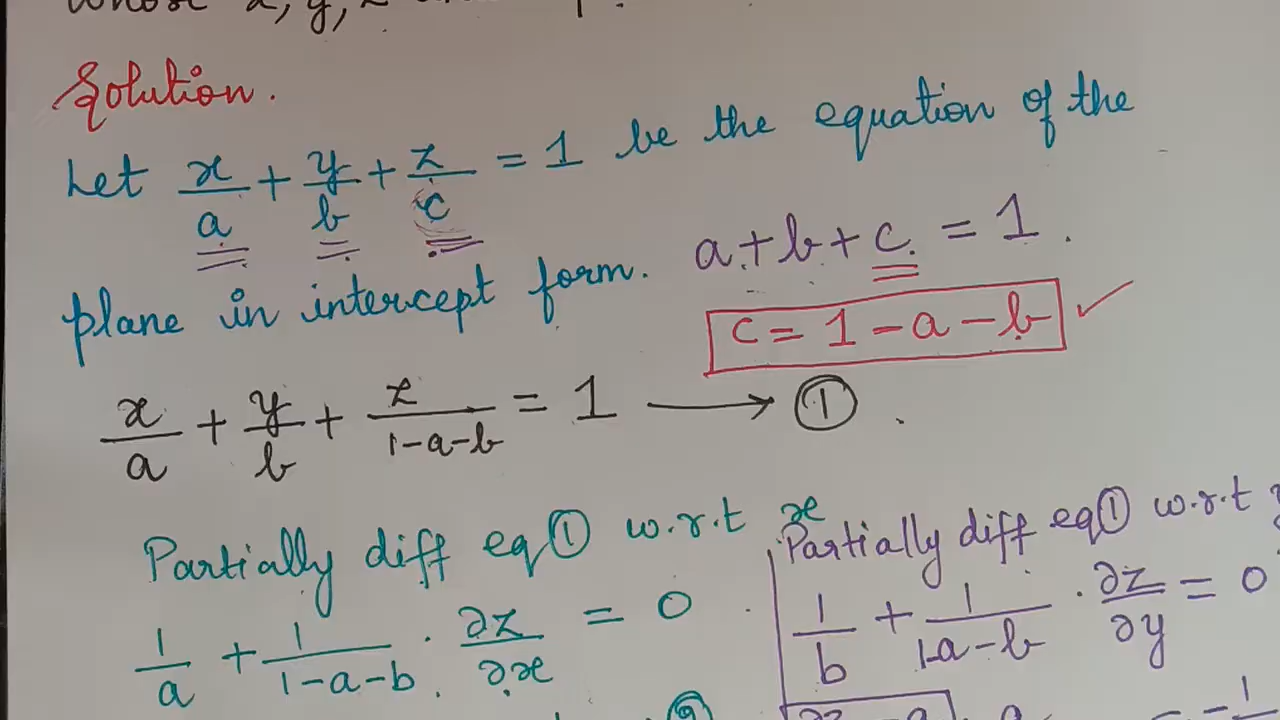 x, y, z
Solution.
Let x/a + y/b + z/c = 1 be the equation of the
plane in intercept form. a + b + c = 1.
c = 1 - a - b ✓
x/a + y/b + z/(1-a-b) = 1 → ①.
Partially diff eq① w.r.t x
1/a + 1/(1-a-b) . ∂z/∂x = 0
Partially diff eq① w.r.t
1/b + 1/(1-a-b) . ∂z/∂y = 0